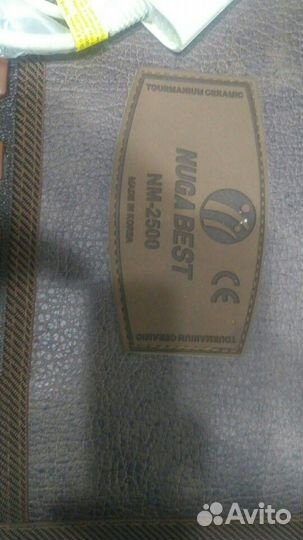 TOURMANIUM CERAMIC
NUGA BEST
NM-2500
MADE IN KOREA
CE
TOURMANIUM CERAMIC
Avito